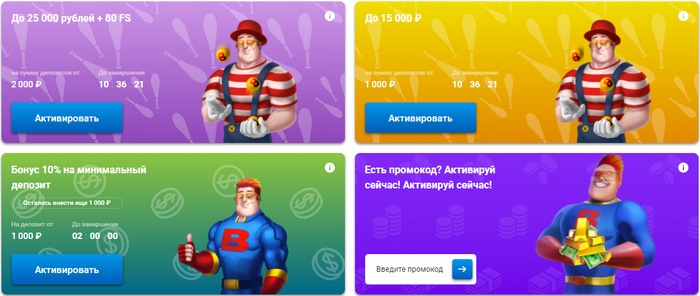 До 25 000 рублей + 80 FS
на сумму депозитов от
До завершения
2 000 ₽
10 36 21
Активировать
До 15 000 ₽
на сумму депозитов от
До завершения
1 000 ₽
10 36 21
Активировать
Бонус 10% на минимальный
депозит
Осталось внести еще 1 000 ₽
На депозит от
До завершения
1 000 ₽
02 00 00
Активировать
B
Есть промокод? Активируй
сейчас! Активируй сейчас!
Введите промокод